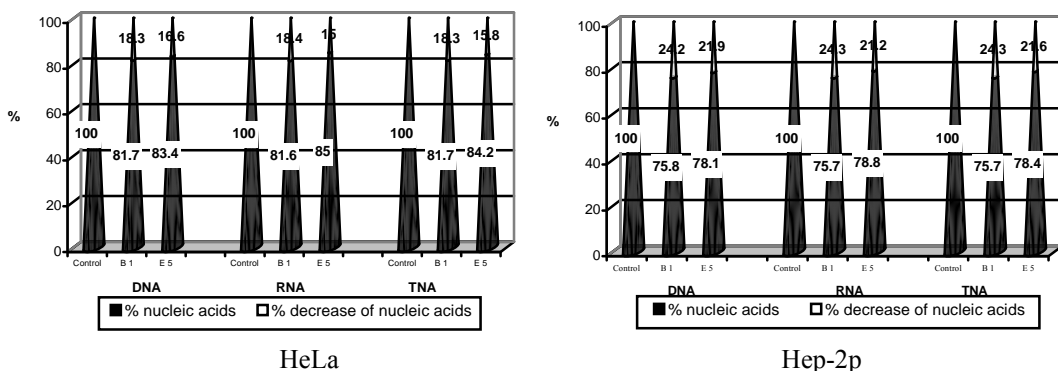 100
18.3 16.6 18.4 15 18.3 15.8
80
60
%
100 100 100
81.7 83.4 81.6 85 81.7 84.2
40
20
0
Control B 1 E 5 Control B 1 E 5 Control B 1 E 5
DNA RNA TNA
% nucleic acids % decrease of nucleic acids
HeLa
100
24.2 21.9 24.3 21.2 24.3 21.6
80
60
%
100 100 100
75.8 78.1 75.7 78.8 75.7 78.4
40
20
0
Control B 1 E 5 Control B 1 E 5 Control B 1 E 5
DNA RNA TNA
% nucleic acids % decrease of nucleic acids
Hep-2p